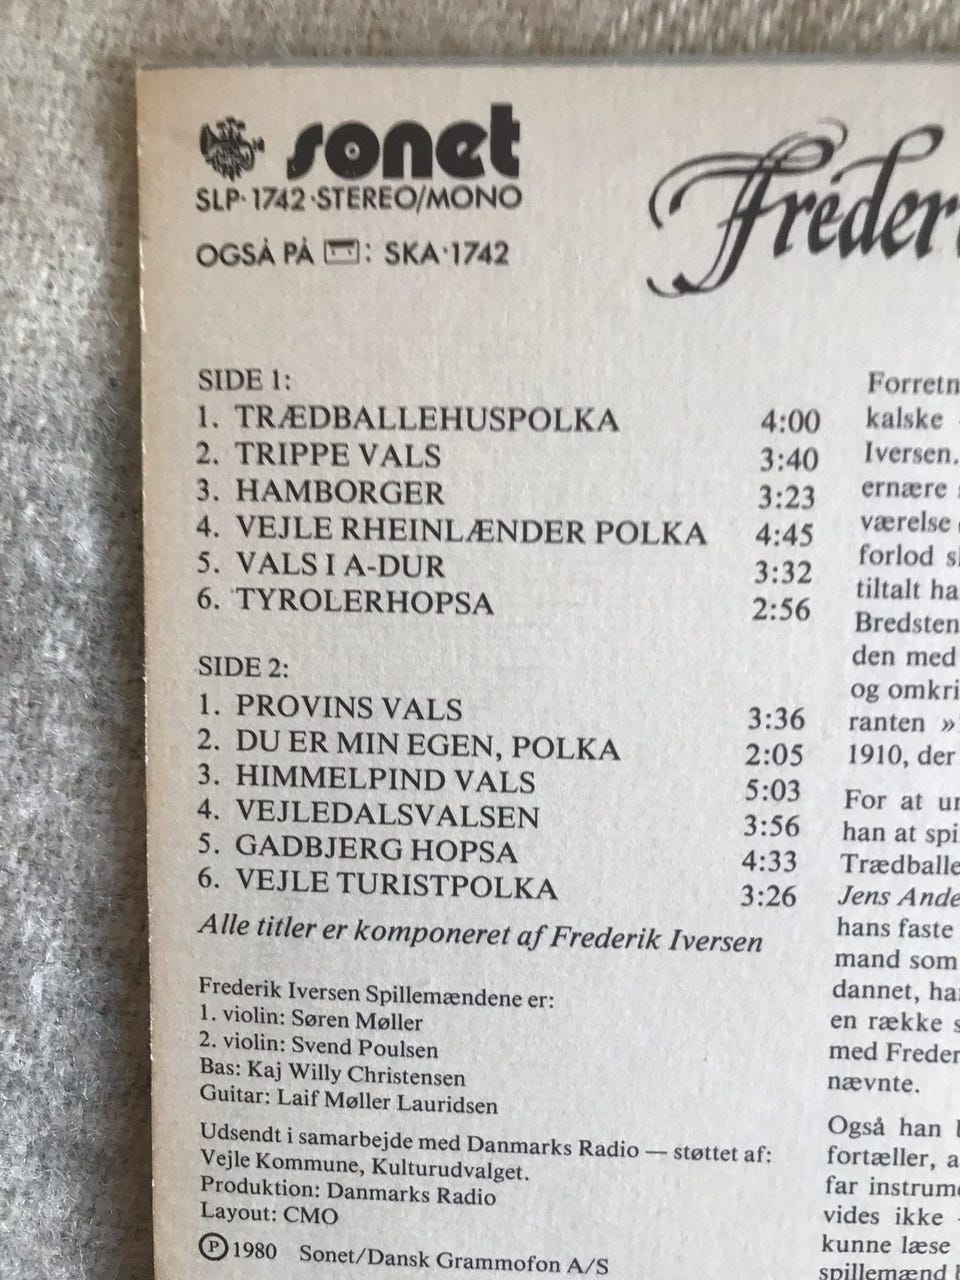 sonet
SLP·1742·STEREO/MONO
OGSÅ PÅ : SKA·1742
Freder
SIDE 1:
1. TRÆDBALLEHUSPOLKA 4:00
2. TRIPPE VALS 3:40
3. HAMBORGER 3:23
4. VEJLE RHEINLÆNDER POLKA 4:45
5. VALS I A-DUR 3:32
6. TYROLERHOPSA 2:56
SIDE 2:
1. PROVINS VALS 3:36
2. DU ER MIN EGEN, POLKA 2:05
3. HIMMELPIND VALS 5:03
4. VEJLEDALSVALSEN 3:56
5. GADBJERG HOPSA 4:33
6. VEJLE TURISTPOLKA 3:26
Alle titler er komponeret af Frederik Iversen
Frederik Iversen Spillemændene er:
1. violin: Søren Møller
2. violin: Svend Poulsen
Bas: Kaj Willy Christensen
Guitar: Laif Møller Lauridsen
Udsendt i samarbejde med Danmarks Radio — støttet af:
Vejle Kommune, Kulturudvalget.
Produktion: Danmarks Radio
Layout: CMO
Ⓟ 1980 Sonet/Dansk Grammofon A/S
Forretn
kalske
Iversen.
ernære
værelse
forlod
tiltalt ha
Bredsten
den med
og omkri
ranten »
1910, der
For at un
han at spi
Trædballe
Jens Ande
hans faste
mand som
dannet, ha
en række s
med Freder
nævnte.
Også han
fortæller, a
far instrum
vides ikke
kunne læse
spillemænd